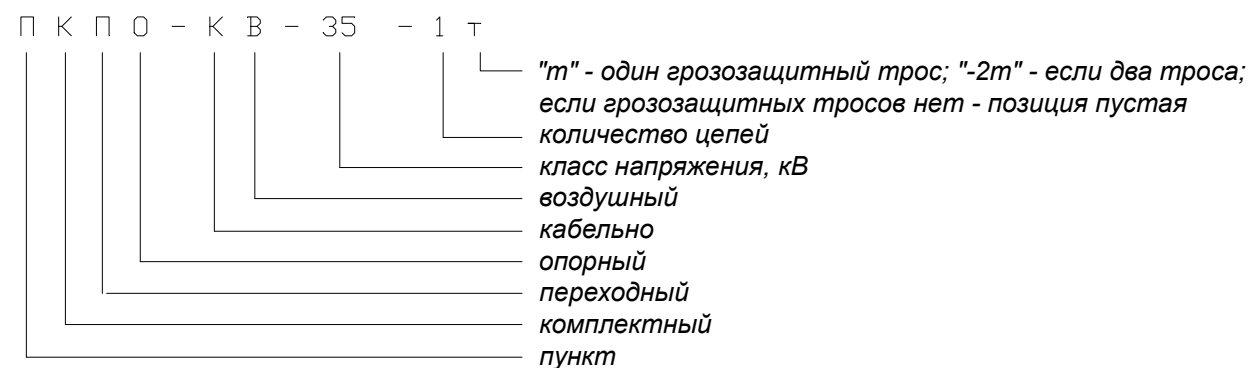 П К П О - К В - 35 - 1 т
"т" - один грозозащитный трос; "-2т" - если два троса;
если грозозащитных тросов нет - позиция пустая
количество цепей
класс напряжения, кВ
воздушный
кабельно
опорный
переходный
комплектный
пункт